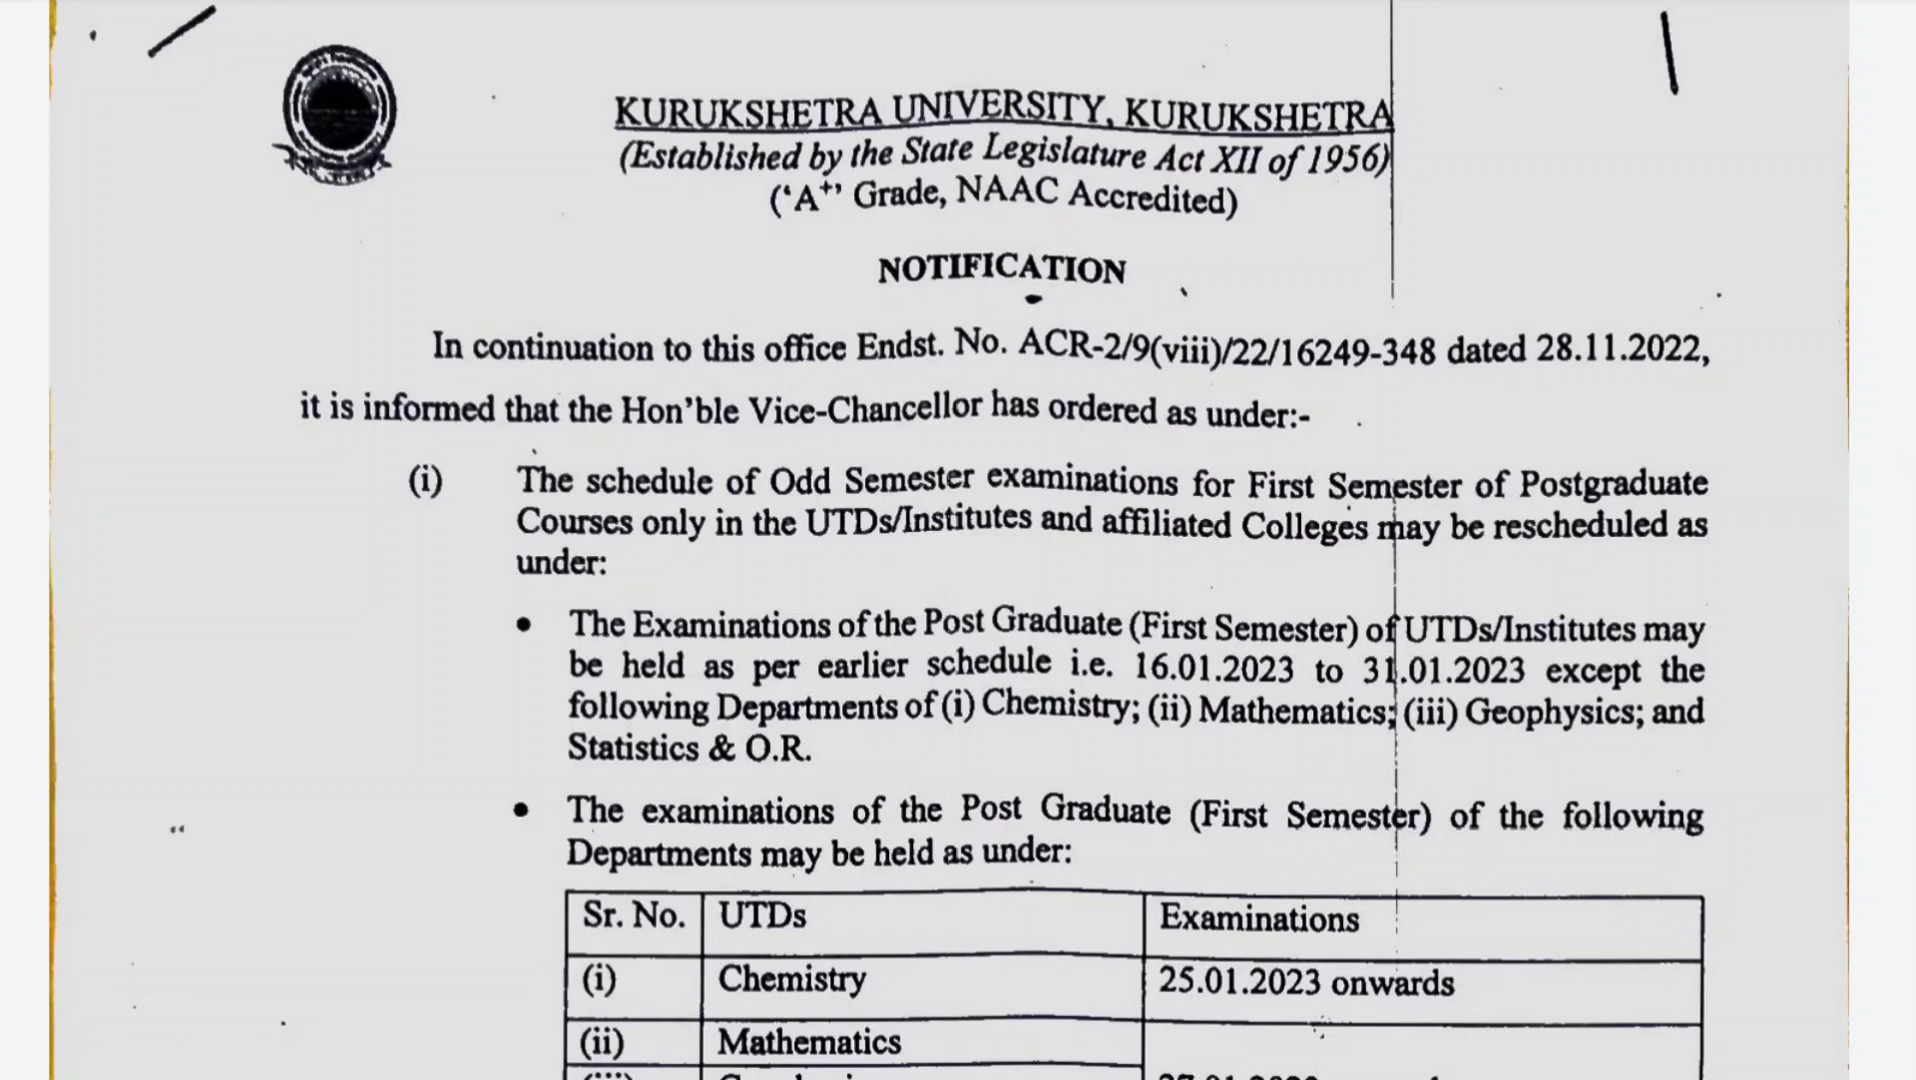 KURUKSHETRA UNIVERSITY, KURUKSHETRA
(Established by the State Legislature Act XII of 1956)
('A+' Grade, NAAC Accredited)
NOTIFICATION
In continuation to this office Endst. No. ACR-2/9(viii)/22/16249-348 dated 28.11.2022,
it is informed that the Hon'ble Vice-Chancellor has ordered as under:-
(i) The schedule of Odd Semester examinations for First Semester of Postgraduate
Courses only in the UTDs/Institutes and affiliated Colleges may be rescheduled as
under:
• The Examinations of the Post Graduate (First Semester) of UTDs/Institutes may
be held as per earlier schedule i.e. 16.01.2023 to 31.01.2023 except the
following Departments of (i) Chemistry; (ii) Mathematics; (iii) Geophysics; and
Statistics & O.R.
• The examinations of the Post Graduate (First Semester) of the following
Departments may be held as under:
Sr. No. UTDs Examinations
(i) Chemistry 25.01.2023 onwards
(ii) Mathematics